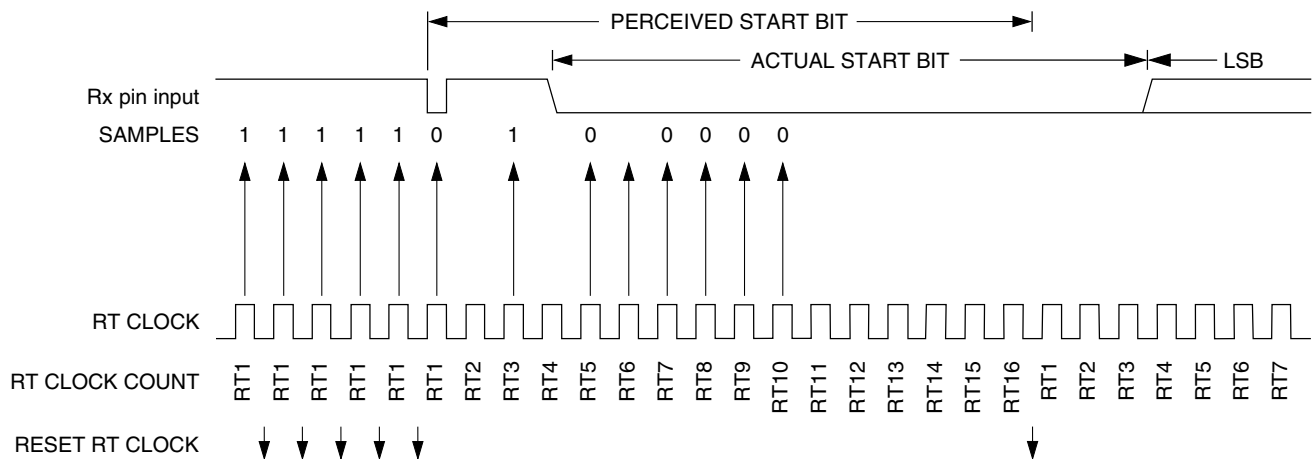 PERCEIVED START BIT
ACTUAL START BIT
LSB
Rx pin input
SAMPLES 1 1 1 1 1 0 1 0 0 0 0 0
RT CLOCK
RT CLOCK COUNT RT1 RT1 RT1 RT1 RT1 RT1 RT2 RT3 RT4 RT5 RT6 RT7 RT8 RT9 RT10 RT11 RT12 RT13 RT14 RT15 RT16 RT1 RT2 RT3 RT4 RT5 RT6 RT7
RESET RT CLOCK